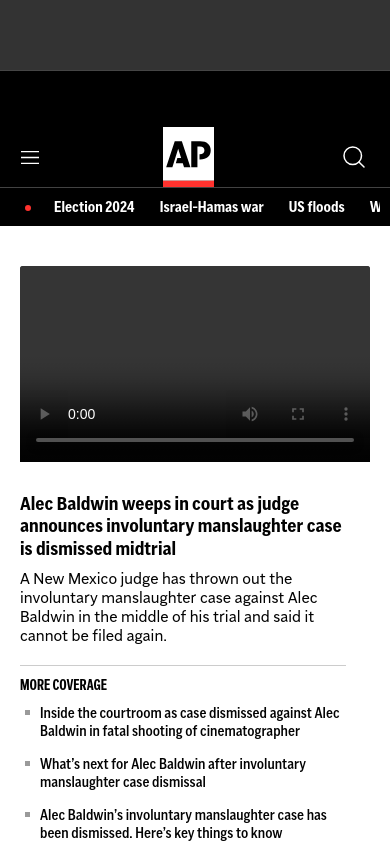 AP
Election 2024 Israel-Hamas war US floods
0:00
Alec Baldwin weeps in court as judge
announces involuntary manslaughter case
is dismissed midtrial
A New Mexico judge has thrown out the
involuntary manslaughter case against Alec
Baldwin in the middle of his trial and said it
cannot be filed again.
MORE COVERAGE
Inside the courtroom as case dismissed against Alec
Baldwin in fatal shooting of cinematographer
What's next for Alec Baldwin after involuntary
manslaughter case dismissal
Alec Baldwin's involuntary manslaughter case has
been dismissed. Here's key things to know